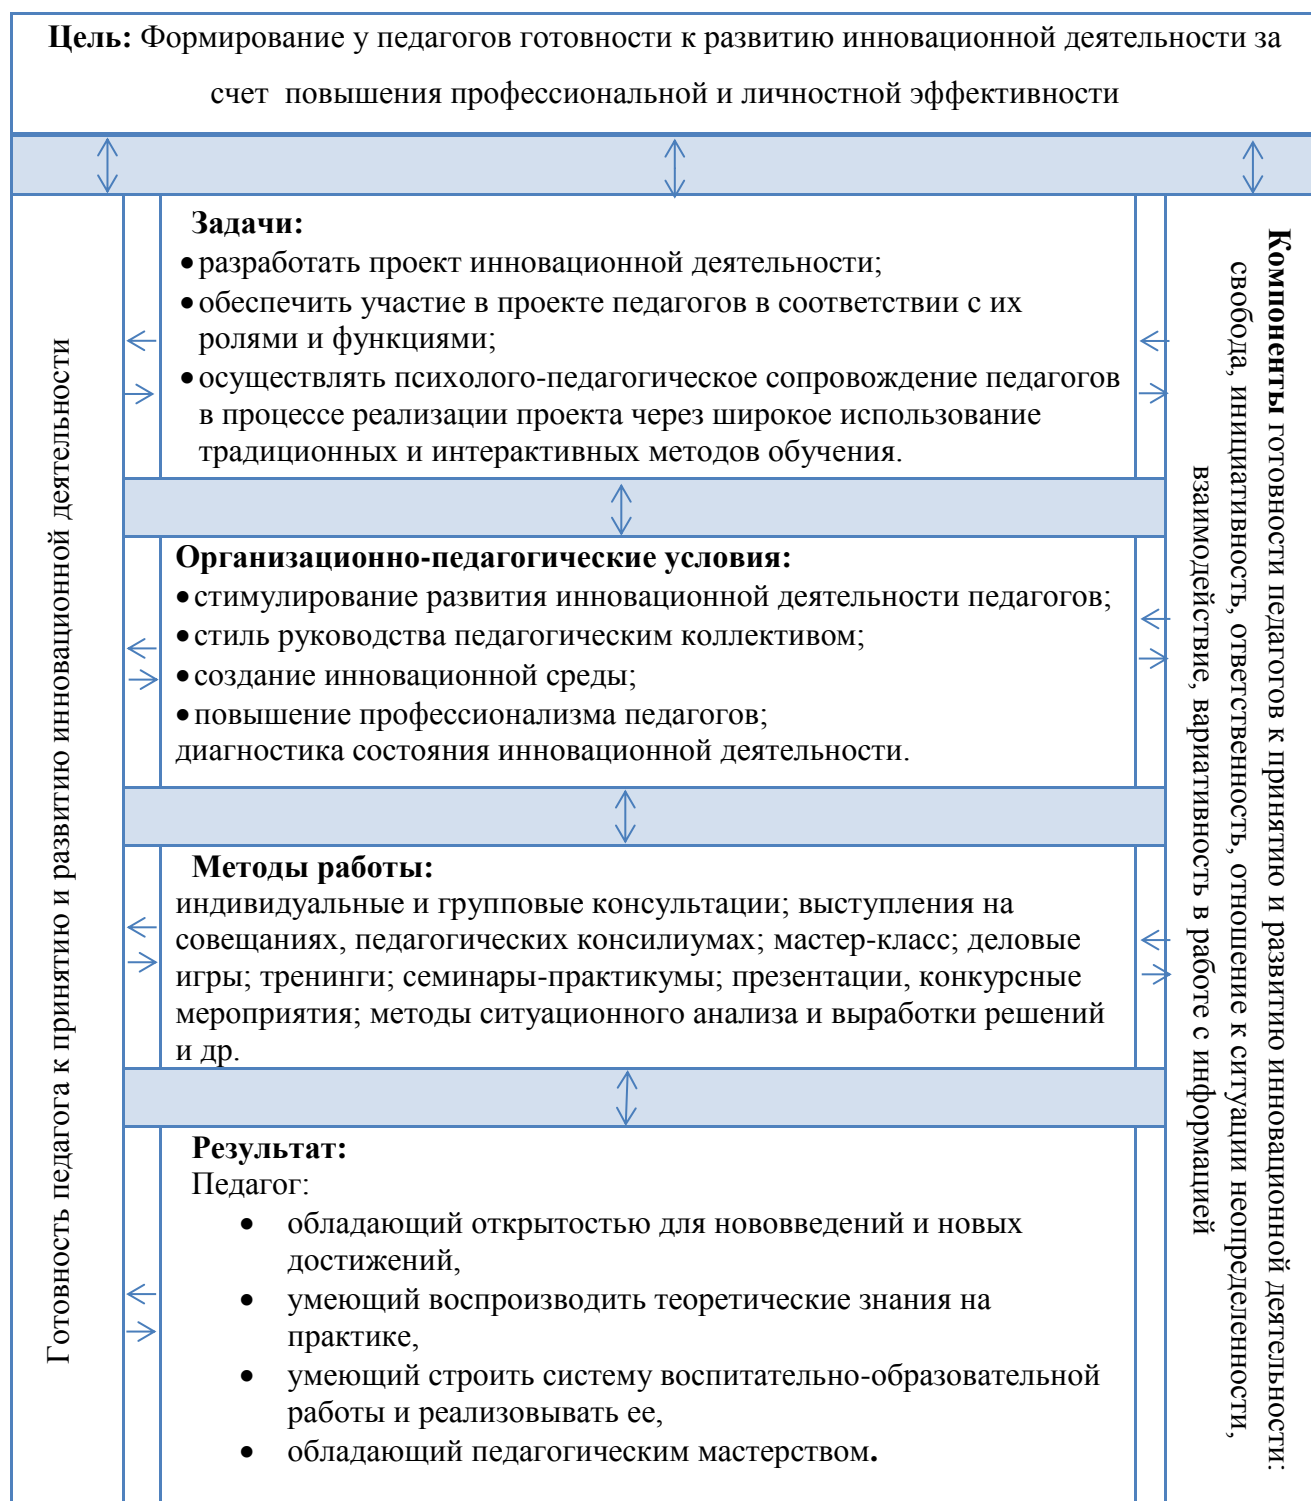 Цель: Формирование у педагогов готовности к развитию инновационной деятельности за
счет повышения профессиональной и личностной эффективности
Готовность педагога к принятию и развитию инновационной деятельности
Задачи:
•разработать проект инновационной деятельности;
•обеспечить участие в проекте педагогов в соответствии с их
ролями и функциями;
•осуществлять психолого-педагогическое сопровождение педагогов
в процессе реализации проекта через широкое использование
традиционных и интерактивных методов обучения.
Организационно-педагогические условия:
•стимулирование развития инновационной деятельности педагогов;
•стиль руководства педагогическим коллективом;
•создание инновационной среды;
•повышение профессионализма педагогов;
диагностика состояния инновационной деятельности.
Методы работы:
индивидуальные и групповые консультации; выступления на
совещаниях, педагогических консилиумах; мастер-класс; деловые
игры; тренинги; семинары-практикумы; презентации, конкурсные
мероприятия; методы ситуационного анализа и выработки решений
и др.
Результат:
Педагог:
• обладающий открытостью для нововведений и новых
достижений,
• умеющий воспроизводить теоретические знания на
практике,
• умеющий строить систему воспитательно-образовательной
работы и реализовывать ее,
• обладающий педагогическим мастерством.
Компоненты готовности педагогов к принятию и развитию инновационной деятельности:
свобода, инициативность, ответственность, отношение к ситуации неопределенности,
взаимодействие, вариативность в работе с информацией